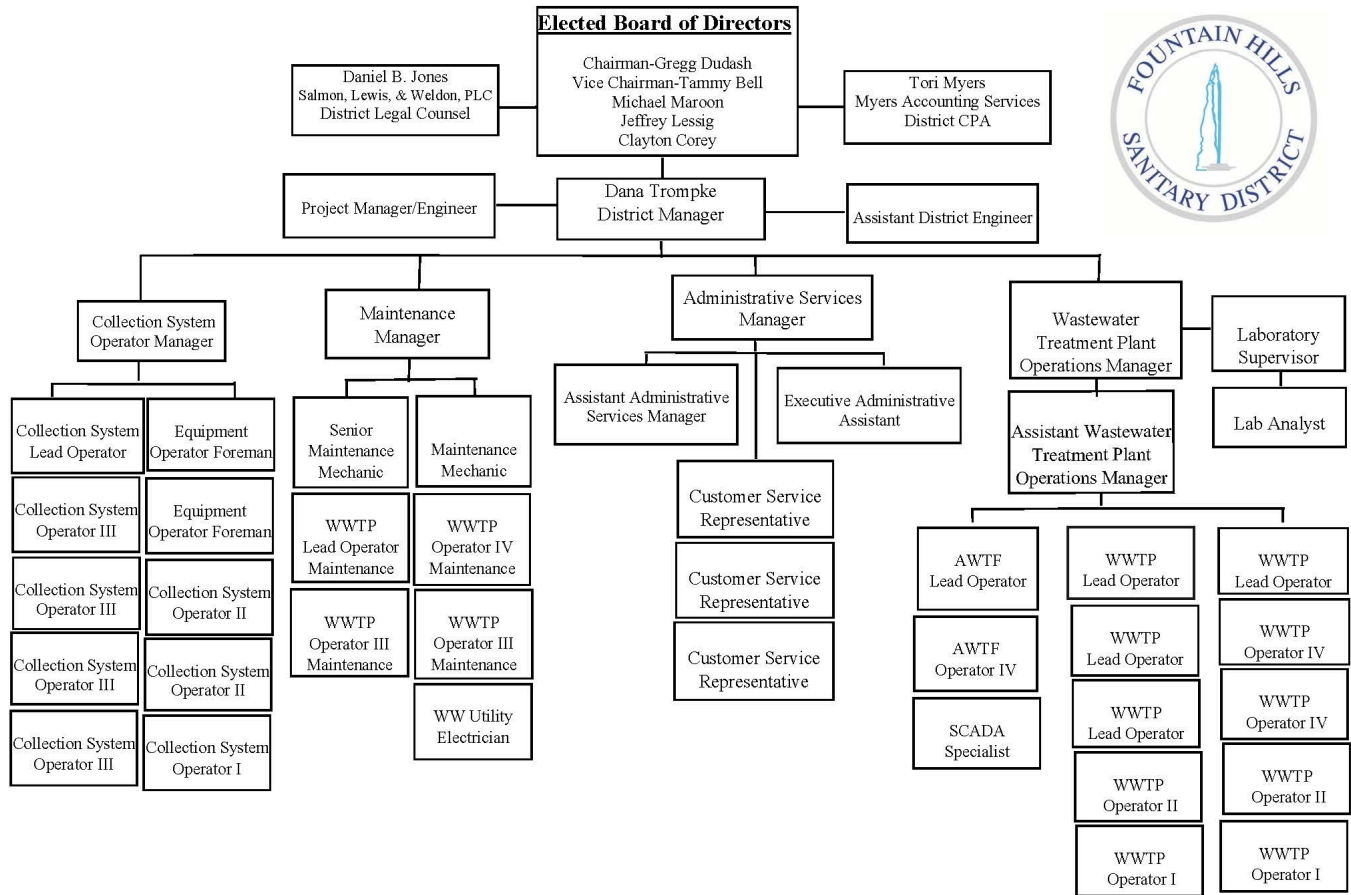 Elected Board of Directors
Chairman-Gregg Dudash
Vice Chairman-Tammy Bell
Michael Maroon
Jeffrey Lessig
Clayton Corey
Daniel B. Jones
Salmon, Lewis, & Weldon, PLC
District Legal Counsel
Tori Myers
Myers Accounting Services
District CPA
FOUNTAIN HILLS
SANITARY DISTRICT
Project Manager/Engineer
Dana Trompke
District Manager
Assistant District Engineer
Collection System
Operator Manager
Maintenance
Manager
Administrative Services
Manager
Wastewater
Treatment Plant
Operations Manager
Laboratory
Supervisor
Lab Analyst
Collection System
Lead Operator
Collection System
Operator III
Collection System
Operator III
Collection System
Operator III
Collection System
Operator III
Equipment
Operator Foreman
Equipment
Operator Foreman
Collection System
Operator II
Collection System
Operator II
Collection System
Operator I
Senior
Maintenance
Mechanic
WWTP
Lead Operator
Maintenance
WWTP
Operator III
Maintenance
Maintenance
Mechanic
WWTP
Operator IV
Maintenance
WWTP
Operator III
Maintenance
WW Utility
Electrician
Assistant Administrative
Services Manager
Executive Administrative
Assistant
Customer Service
Representative
Customer Service
Representative
Customer Service
Representative
Assistant Wastewater
Treatment Plant
Operations Manager
AWTF
Lead Operator
AWTF
Operator IV
SCADA
Specialist
WWTP
Lead Operator
WWTP
Lead Operator
WWTP
Lead Operator
WWTP
Operator II
WWTP
Operator I
WWTP
Lead Operator
WWTP
Operator IV
WWTP
Operator IV
WWTP
Operator II
WWTP
Operator I